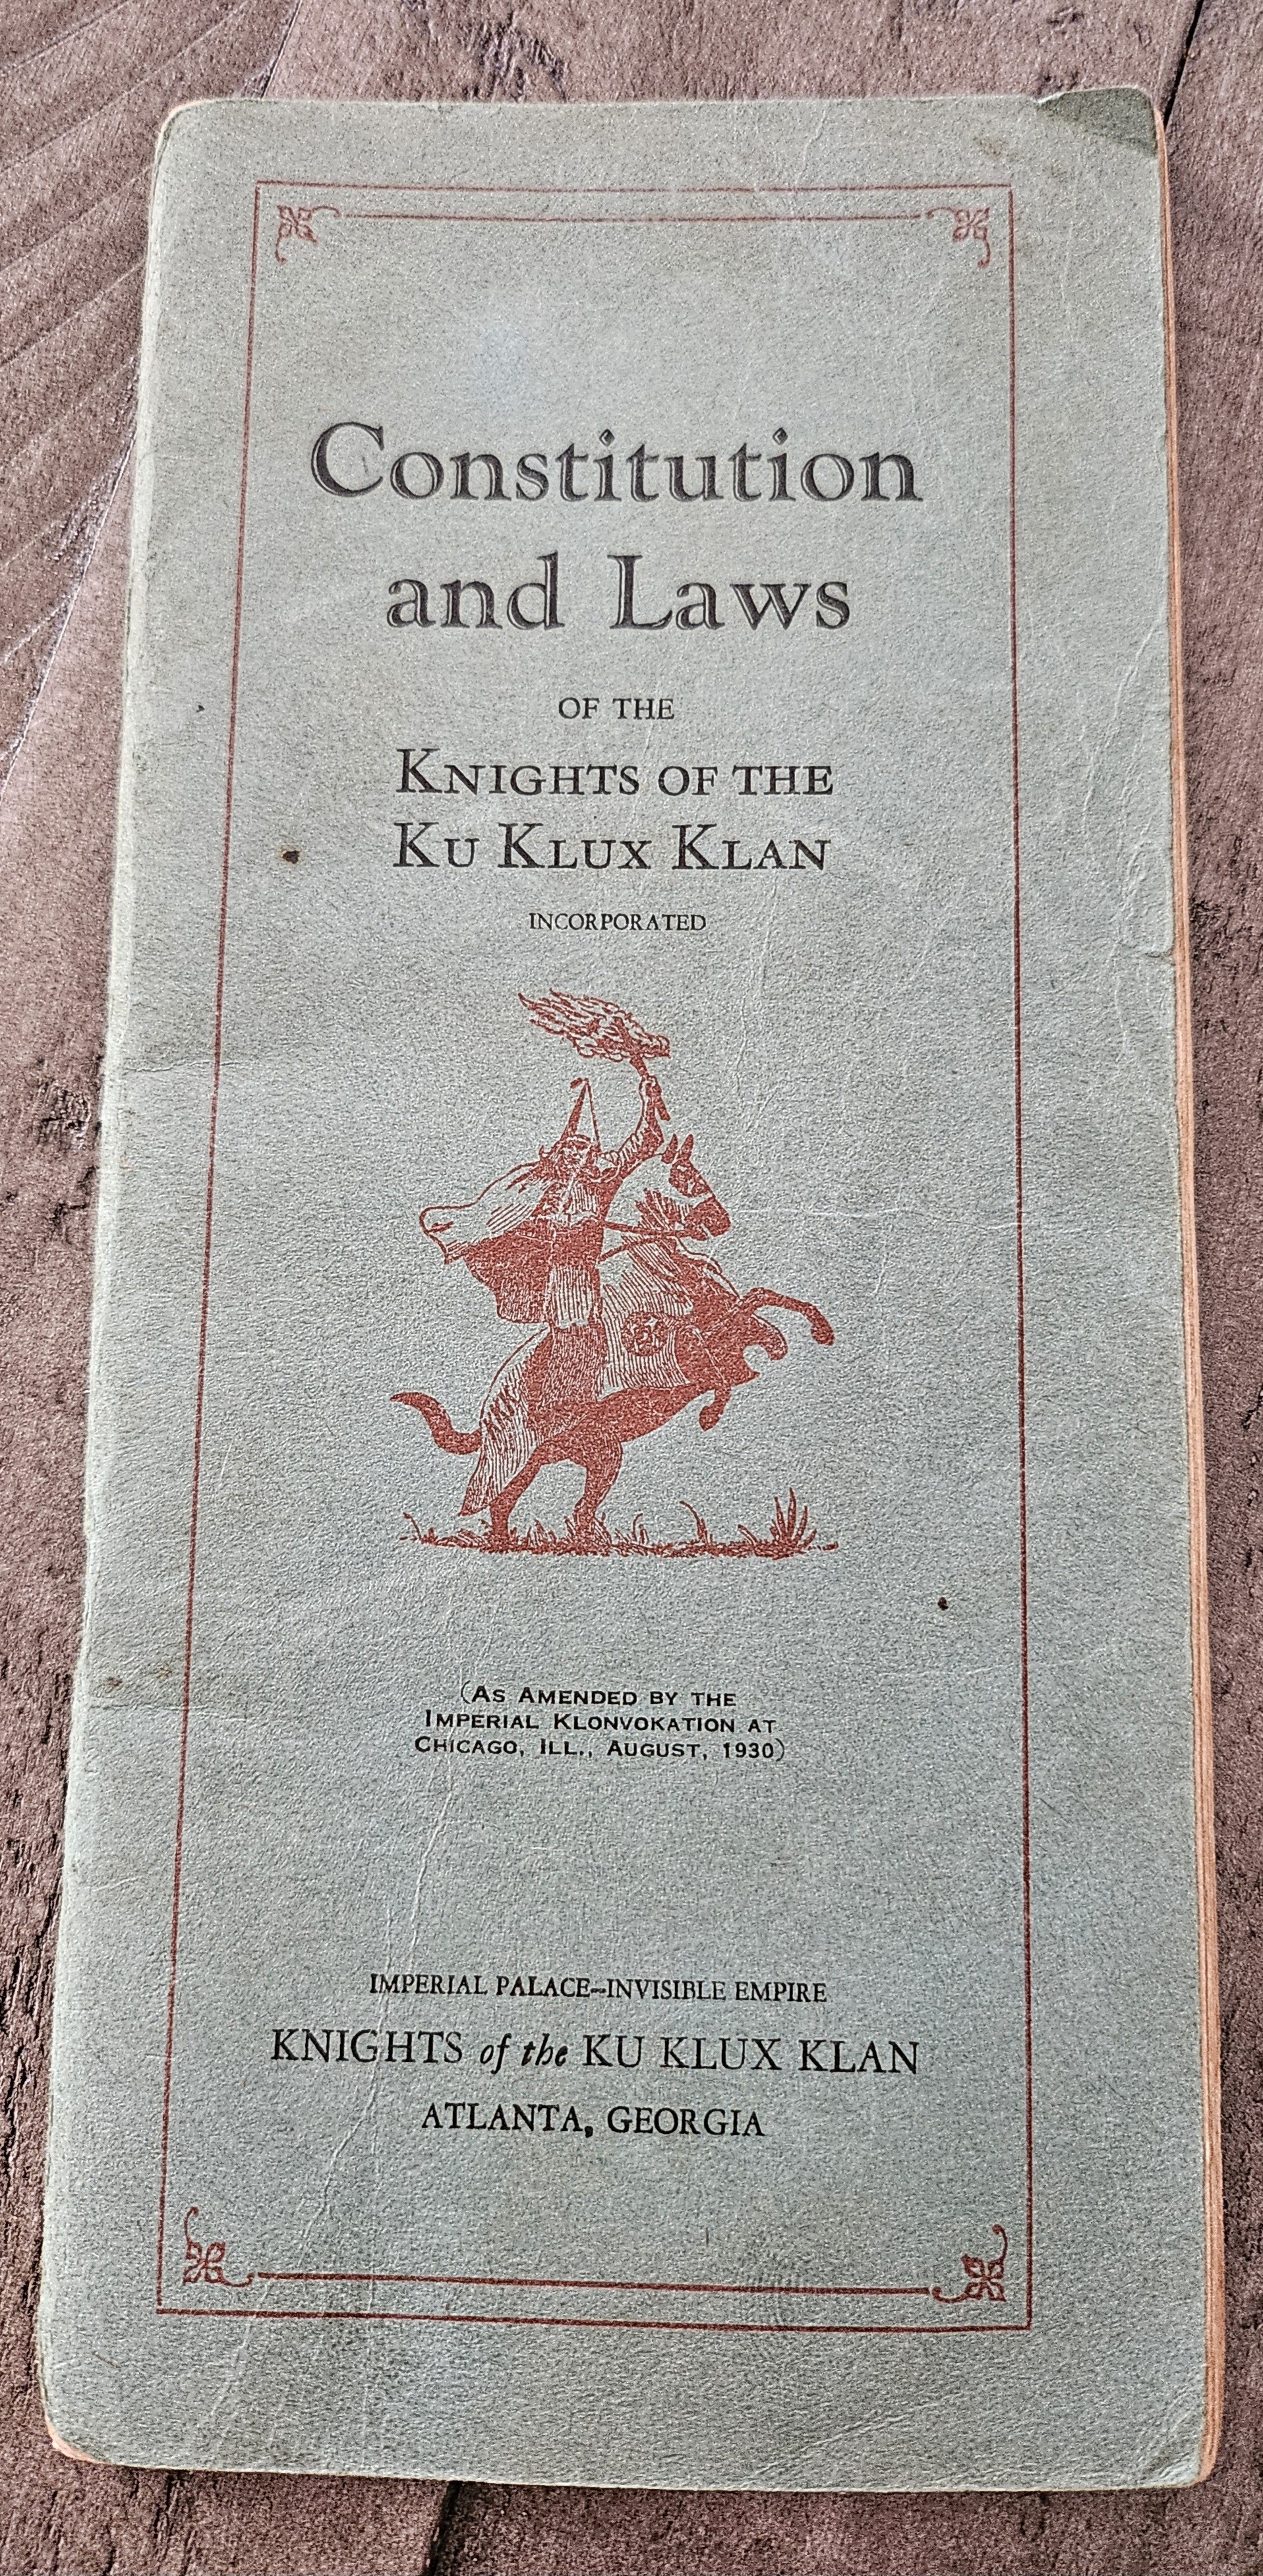 Constitution
and Laws
OF THE
KNIGHTS OF THE
KU KLUX KLAN
INCORPORATED
KKK
(AS AMENDED BY THE
IMPERIAL KLONVOKATION AT
CHICAGO, ILL., AUGUST, 1930)
IMPERIAL PALACE–INVISIBLE EMPIRE
KNIGHTS of the KU KLUX KLAN
ATLANTA, GEORGIA